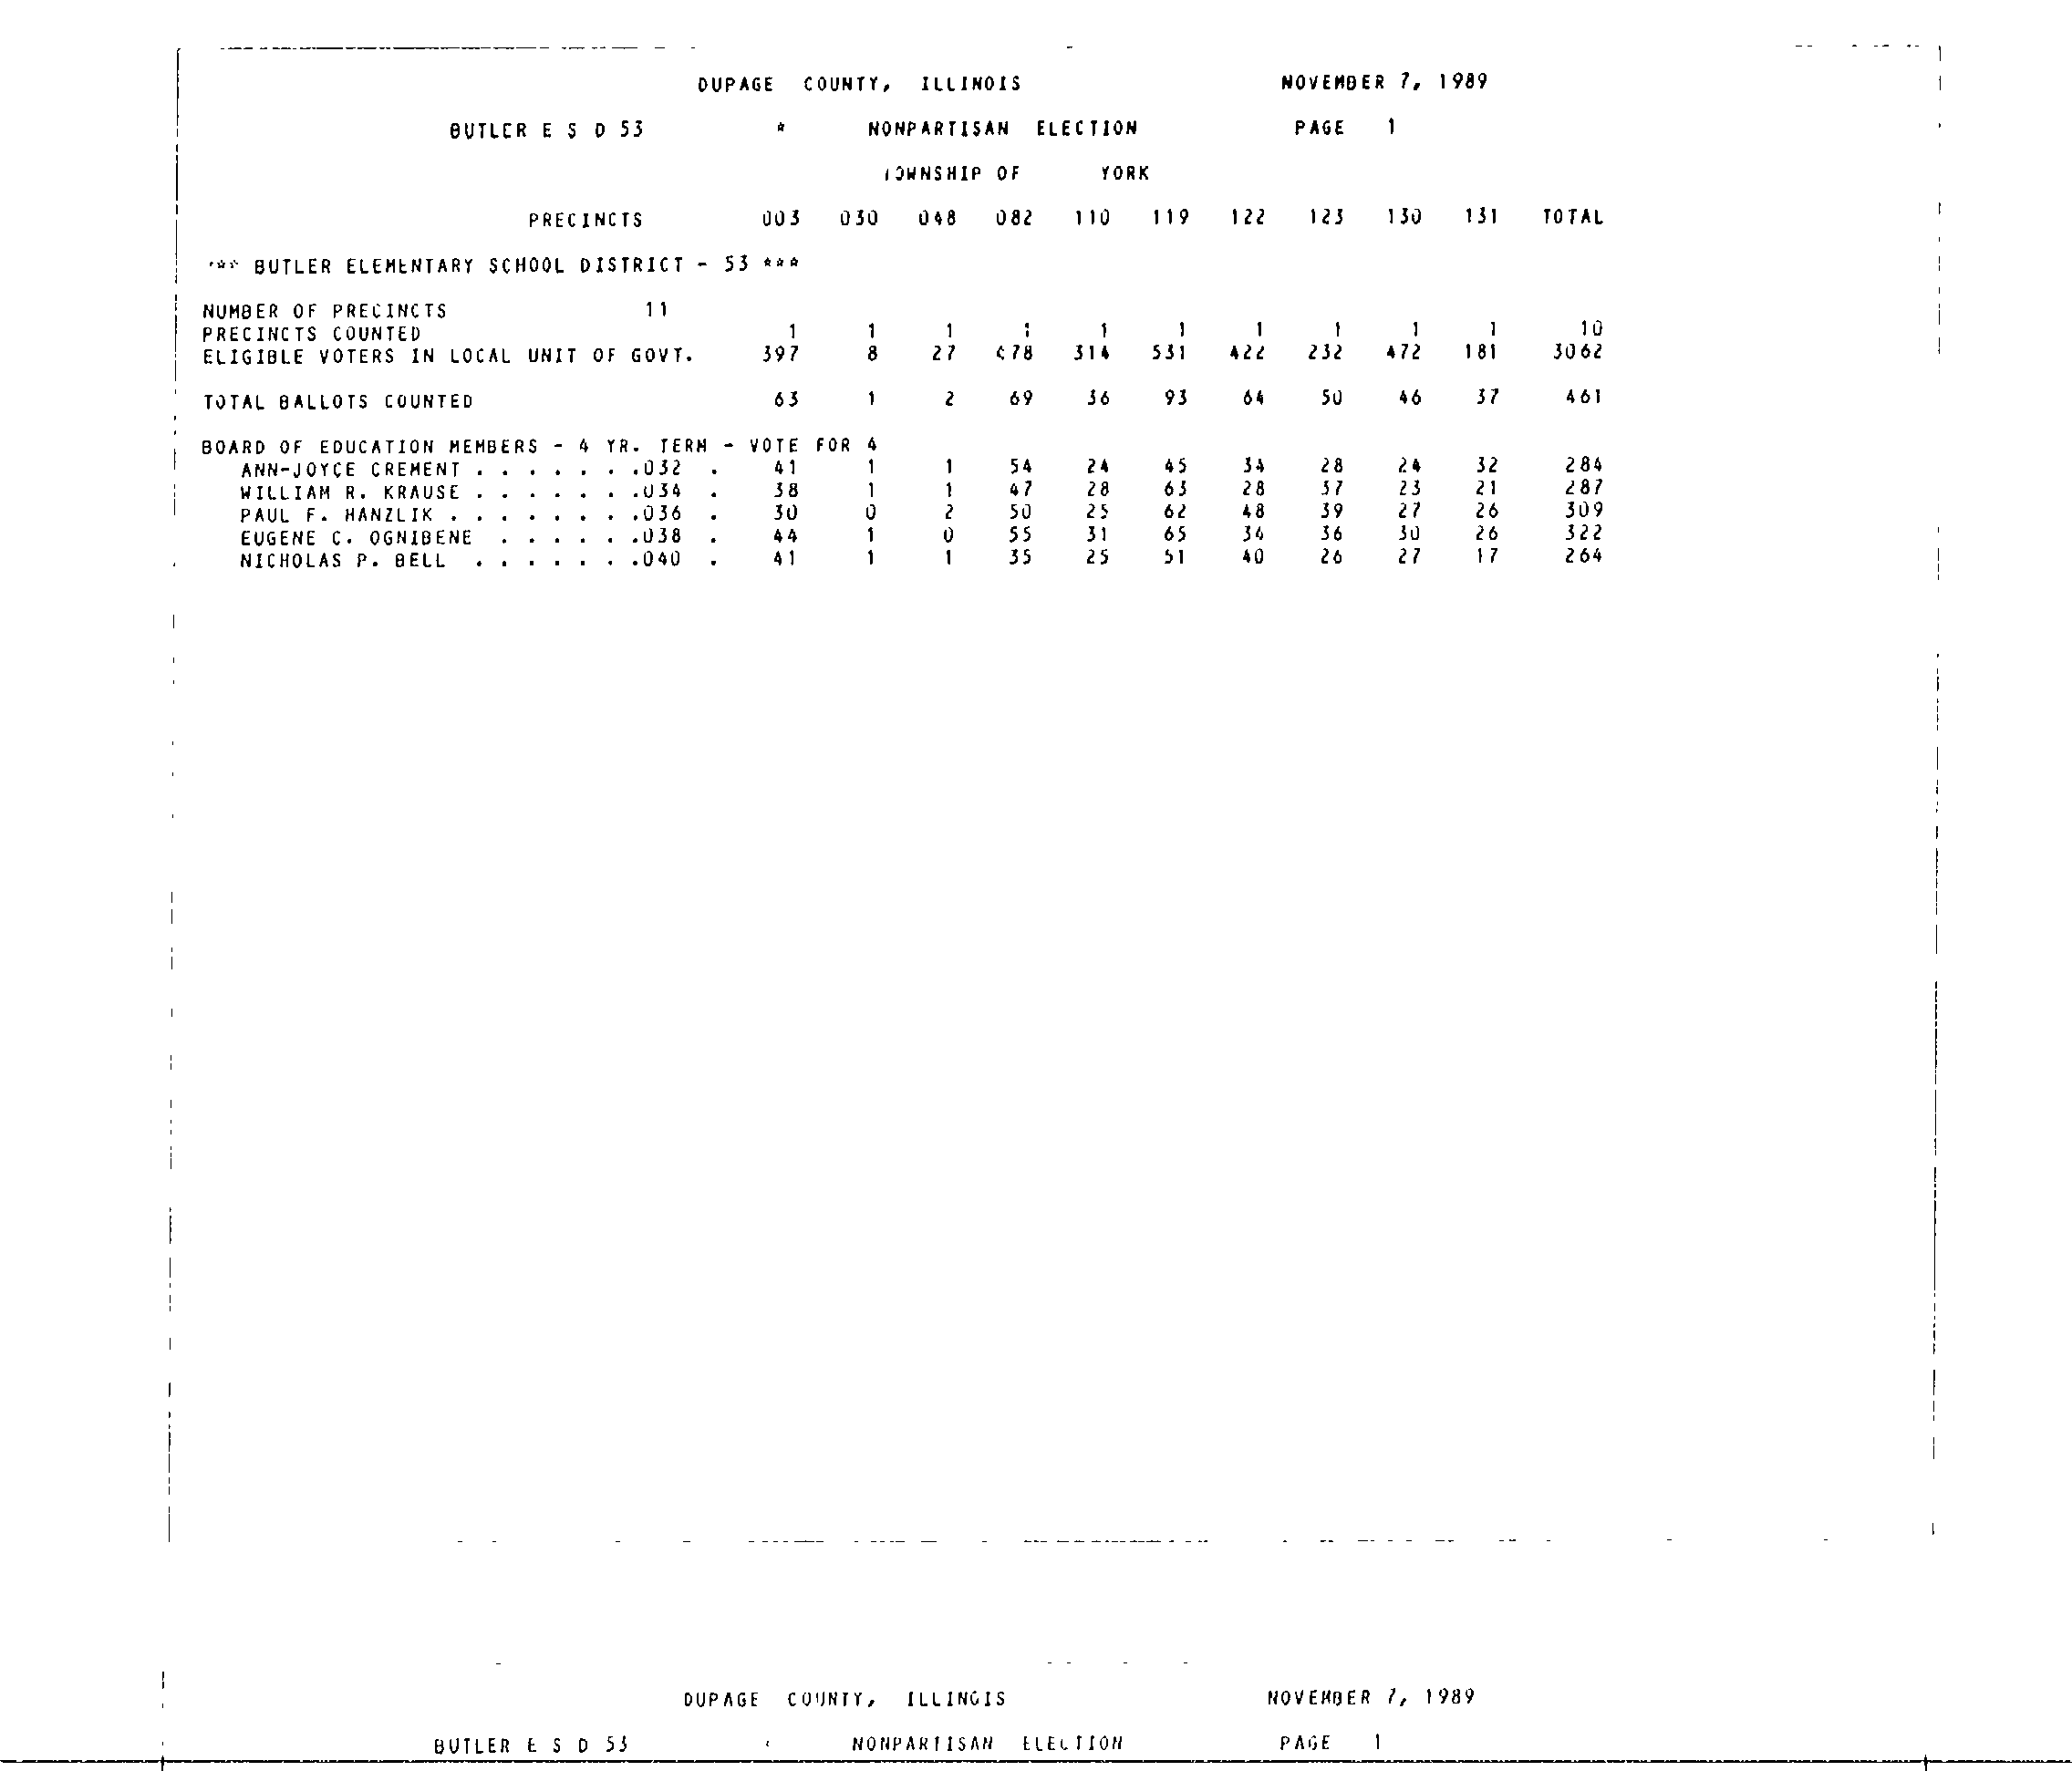 DUPAGE COUNTY, ILLINOIS NOVEMBER 7, 1989
BUTLER E S D 53 * NONPARTISAN ELECTION PAGE 1
TOWNSHIP OF YORK
PRECINCTS 003 030 048 082 110 119 122 123 130 131 TOTAL
*** BUTLER ELEMENTARY SCHOOL DISTRICT - 53 ***
NUMBER OF PRECINCTS 11
PRECINCTS COUNTED 1 1 1 1 1 1 1 1 1 1 10
ELIGIBLE VOTERS IN LOCAL UNIT OF GOVT. 397 8 27 478 314 531 422 232 472 181 3062
TOTAL BALLOTS COUNTED 63 1 2 69 36 93 64 50 46 37 461
BOARD OF EDUCATION MEMBERS - 4 YR. TERM - VOTE FOR 4
ANN-JOYCE CREMENT . . . . . . .032 . 41 1 1 54 24 45 34 28 24 32 284
WILLIAM R. KRAUSE . . . . . . .034 . 38 1 1 47 28 63 28 37 23 21 287
PAUL F. HANZLIK . . . . . . . .036 . 30 0 2 50 25 62 48 39 27 26 309
EUGENE C. OGNIBENE . . . . . .038 . 44 1 0 55 31 65 34 36 30 26 322
NICHOLAS P. BELL . . . . . . .040 . 41 1 1 35 25 51 40 26 27 17 264
DUPAGE COUNTY, ILLINOIS NOVEMBER 7, 1989
BUTLER E S D 53 NONPARTISAN ELECTION PAGE 1